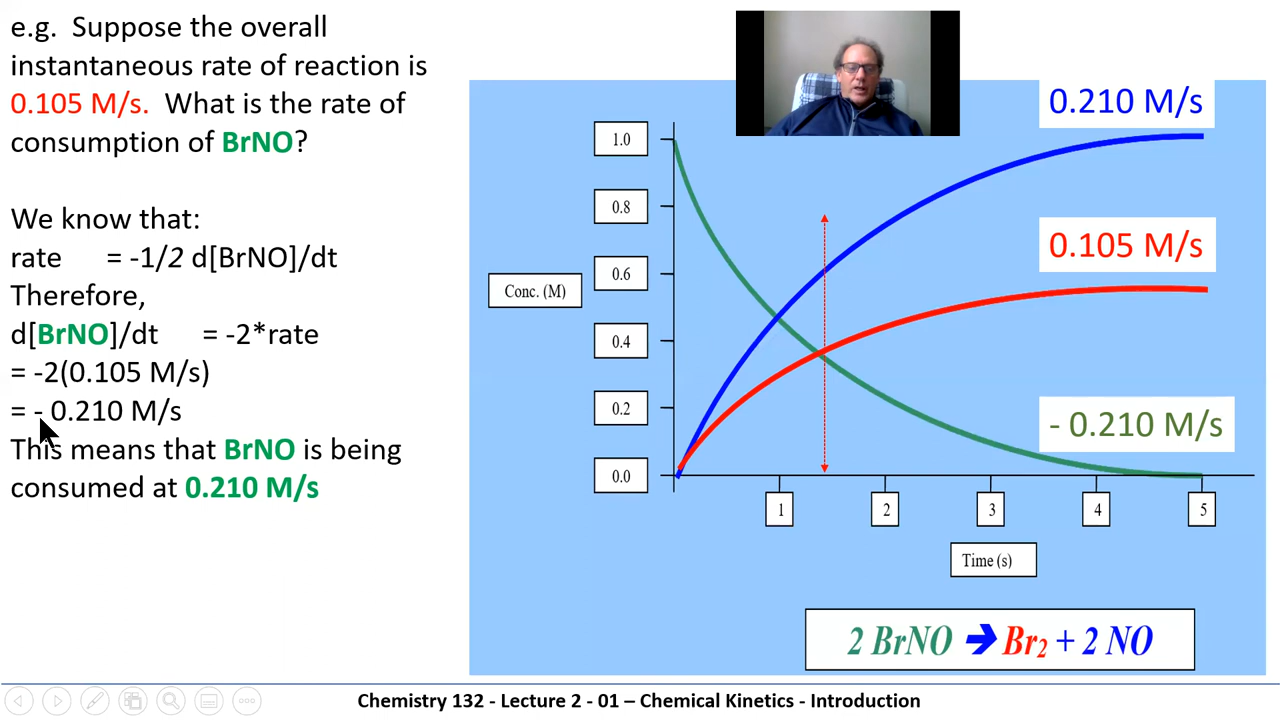 e.g. Suppose the overall
instantaneous rate of reaction is
0.105 M/s. What is the rate of
consumption of BrNO?
We know that:
rate = -1/2 d[BrNO]/dt
Therefore,
d[BrNO]/dt = -2*rate
= -2(0.105 M/s)
= - 0.210 M/s
This means that BrNO is being
consumed at 0.210 M/s
0.210 M/s
0.105 M/s
- 0.210 M/s
Conc. (M)
1.0
0.8
0.6
0.4
0.2
0.0
1 2 3 4 5
Time (s)
2 BrNO 🡺 Br₂ + 2 NO
Chemistry 132 - Lecture 2 - 01 – Chemical Kinetics - Introduction